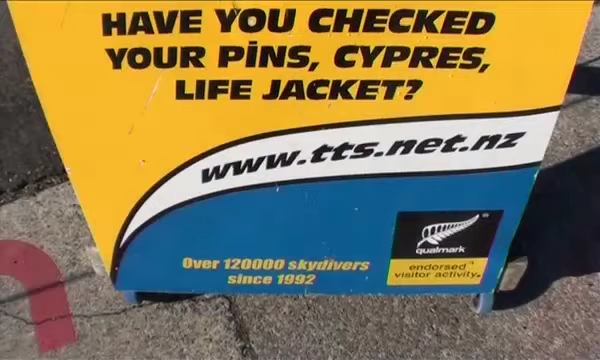 HAVE YOU CHECKED
YOUR PiNS, CYPRES,
LIFE JACKET?
www.tts.net.nz
qualmark
endorsed
visitor activity.
Over 120000 skydivers
since 1992